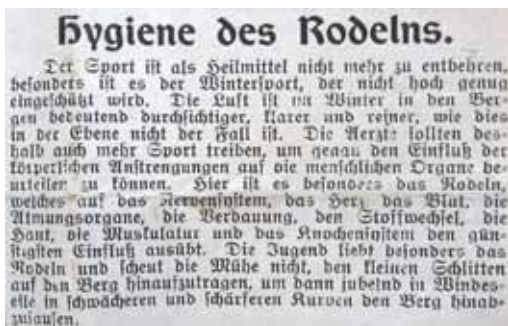 Hygiene des Rodelns.
Der Sport ist als Heilmittel nicht mehr zu entbehren,
besonders ist es der Wintersport, der nicht hoch genug
eingeschätzt wird. Die Luft ist im Winter in den Ber-
gen bedeutend durchsichtiger, klarer und reiner, wie dies
in der Ebene nicht der Fall ist. Die Aerzte sollten des-
halb auch mehr Sport treiben, um genau den Einfluß der
körperlichen Anstrengungen auf die menschlichen Organe be-
urteilen zu können. Hier ist es besonders das Rodeln,
welches auf das Nervensystem, das Herz, das Blut, die
Atmungsorgane, die Verdauung, den Stoffwechsel, die
Haut, die Muskulatur und das Knochensystem den gün-
stigsten Einfluß ausübt. Die Jugend liebt besonders das
Rodeln und scheut die Mühe nicht, den kleinen Schlitten
auf den Berg hinaufzutragen, um dann jubelnd in Windes-
eile in schwächeren und schärferen Kurven den Berg hinab-
zusausen.